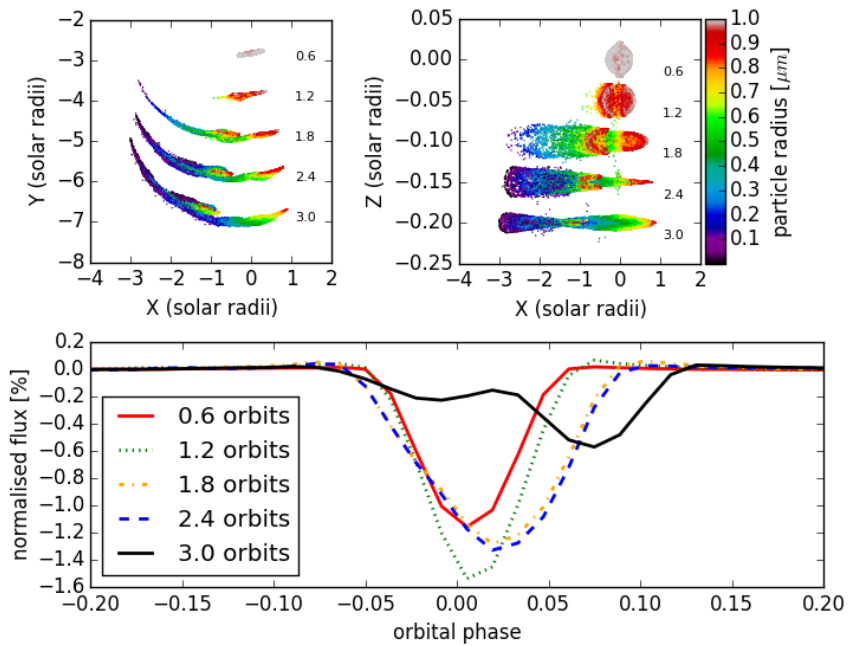 −2
−3
−4
−5
−6
−7
−8
Y (solar radii)
0.6
1.2
1.8
2.4
3.0
−4 −3 −2 −1 0 1 2
X (solar radii)
0.05
0.00
−0.05
−0.10
−0.15
−0.20
−0.25
Z (solar radii)
0.6
1.2
1.8
2.4
3.0
−4 −3 −2 −1 0 1 2
X (solar radii)
1.0
0.9
0.8
0.7
0.6
0.5
0.4
0.3
0.2
0.1
particle radius [μm]
0.2
0.0
−0.2
−0.4
−0.6
−0.8
−1.0
−1.2
−1.4
−1.6
normalised flux [%]
0.6 orbits
1.2 orbits
1.8 orbits
2.4 orbits
3.0 orbits
−0.20 −0.15 −0.10 −0.05 0.00 0.05 0.10 0.15 0.20
orbital phase